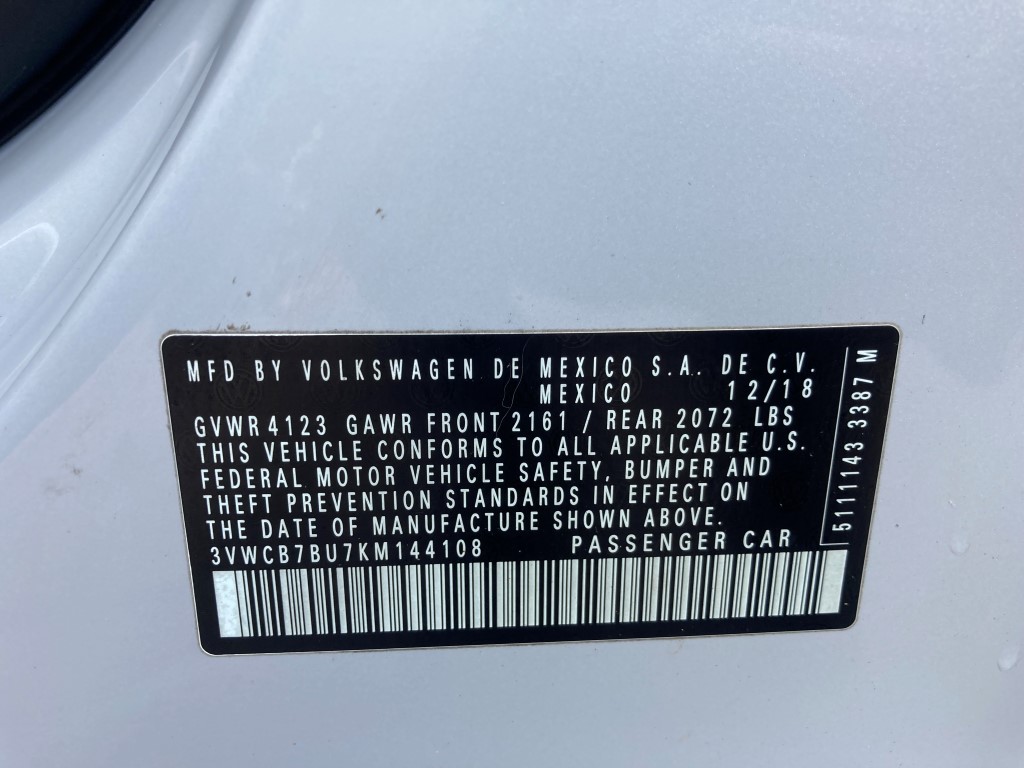 MFD BY VOLKSWAGEN DE MEXICO S.A. DE C.V.
MEXICO 12/18
GVWR 4123 GAWR FRONT 2161 / REAR 2072 LBS
THIS VEHICLE CONFORMS TO ALL APPLICABLE U.S.
FEDERAL MOTOR VEHICLE SAFETY, BUMPER AND
THEFT PREVENTION STANDARDS IN EFFECT ON
THE DATE OF MANUFACTURE SHOWN ABOVE.
3VWCB7BU7KM144108 PASSENGER CAR
5111143 3387 M